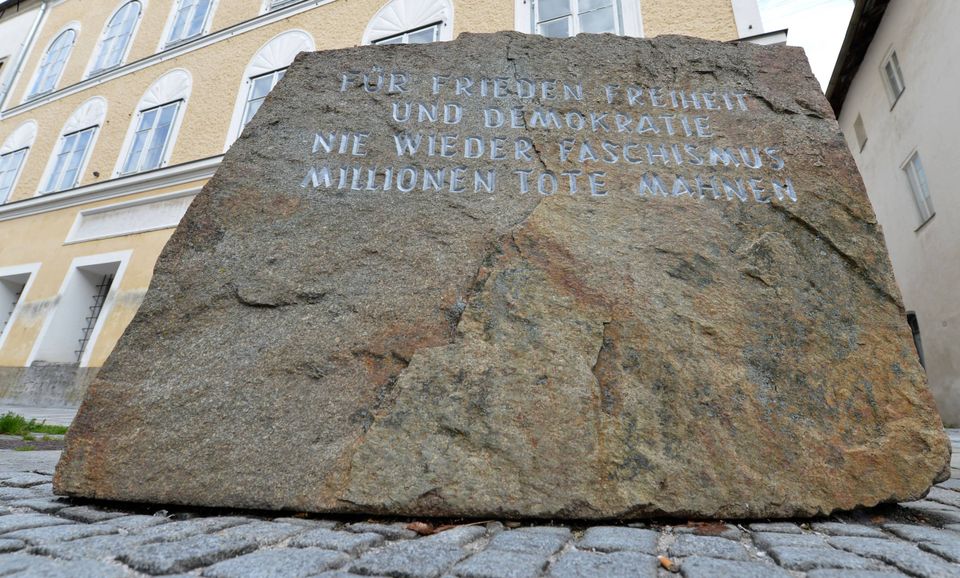 FÜR FRIEDEN FREIHEIT
UND DEMOKRATIE
NIE WIEDER FASCHISMUS
MILLIONEN TOTE MAHNEN